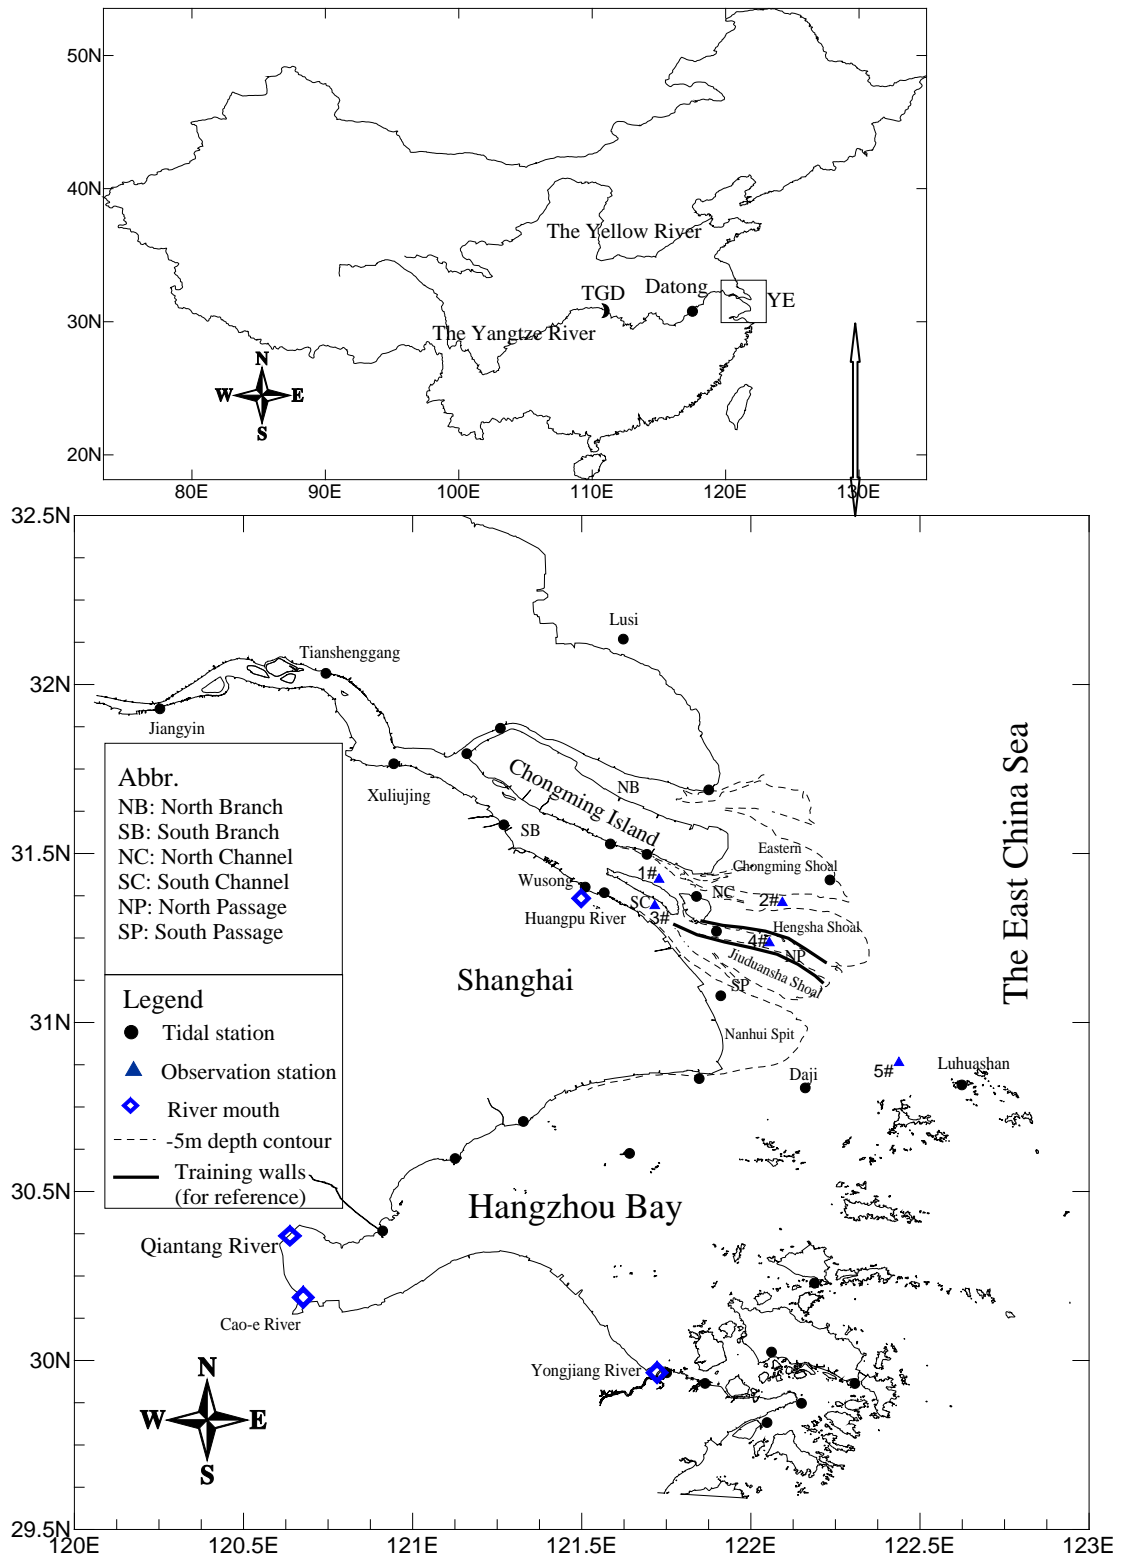 50N
40N
30N
20N
80E
90E
100E
110E
120E
130E
The Yellow River
TGD
Datong
YE
The Yangtze River
N
W
E
S
32.5N
32N
31.5N
31N
30.5N
30N
29.5N
120E
120.5E
121E
121.5E
122E
122.5E
123E
Lusi
Tianshenggang
Jiangyin
Xuliujing
Chongming Island
NB
SB
Eastern
Chongming Shoal
1#
Wusong
NC
SC
2#
Huangpu River
3#
Hengsha Shoal
4#
NP
Jiuduansha Shoal
SP
Shanghai
Nanhui Spit
The East China Sea
Daji
5#
Luhuashan
Abbr.
NB: North Branch
SB: South Branch
NC: North Channel
SC: South Channel
NP: North Passage
SP: South Passage
Legend
Tidal station
Observation station
River mouth
-5m depth contour
Training walls
(for reference)
Hangzhou Bay
Qiantang River
Cao-e River
Yongjiang River
N
W
E
S